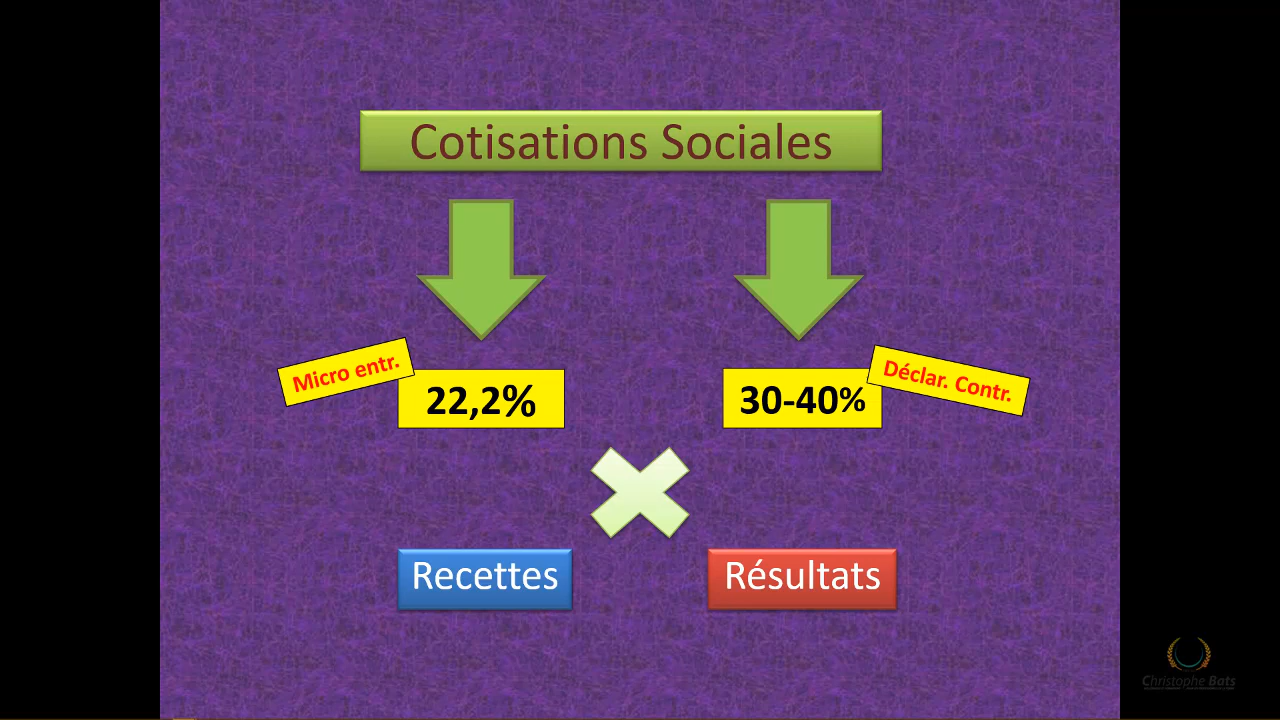 Cotisations Sociales
Micro entr.
22,2%
30-40%
Déclar. Contr.
Recettes
Résultats
Christophe Bats